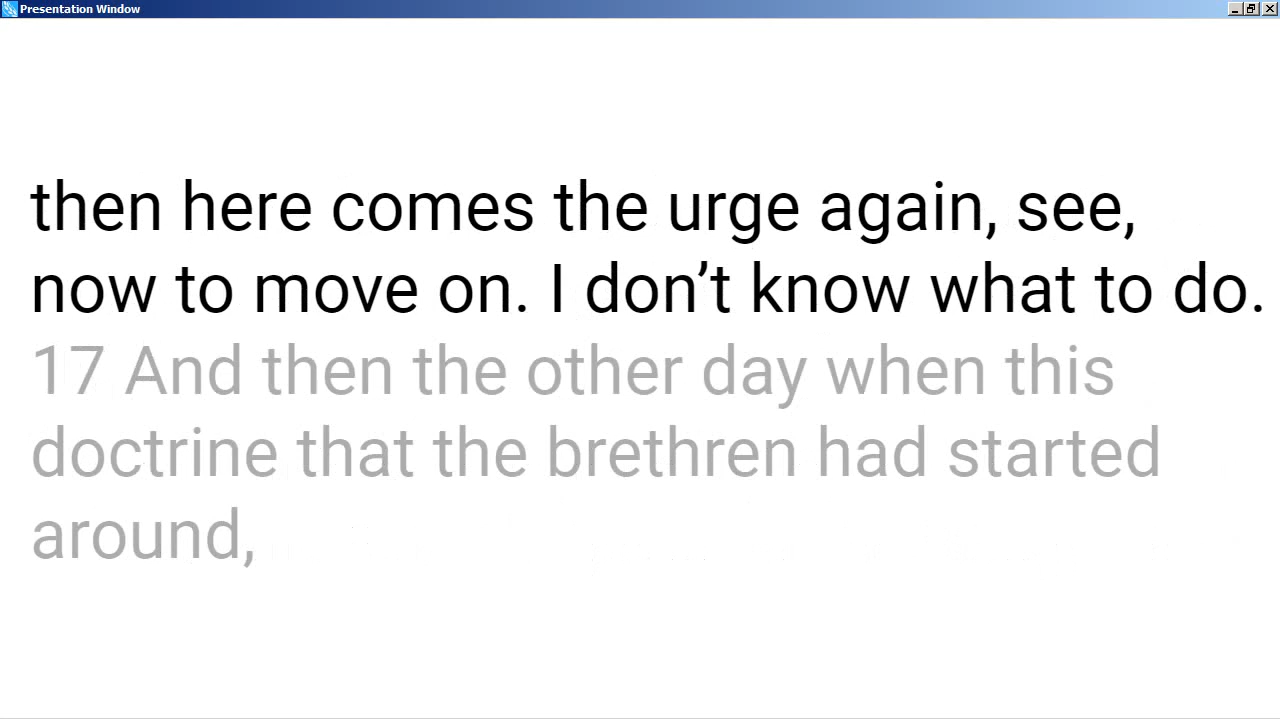 Presentation Window
then here comes the urge again, see,
now to move on. I don’t know what to do.
17 And then the other day when this
doctrine that the brethren had started
around,